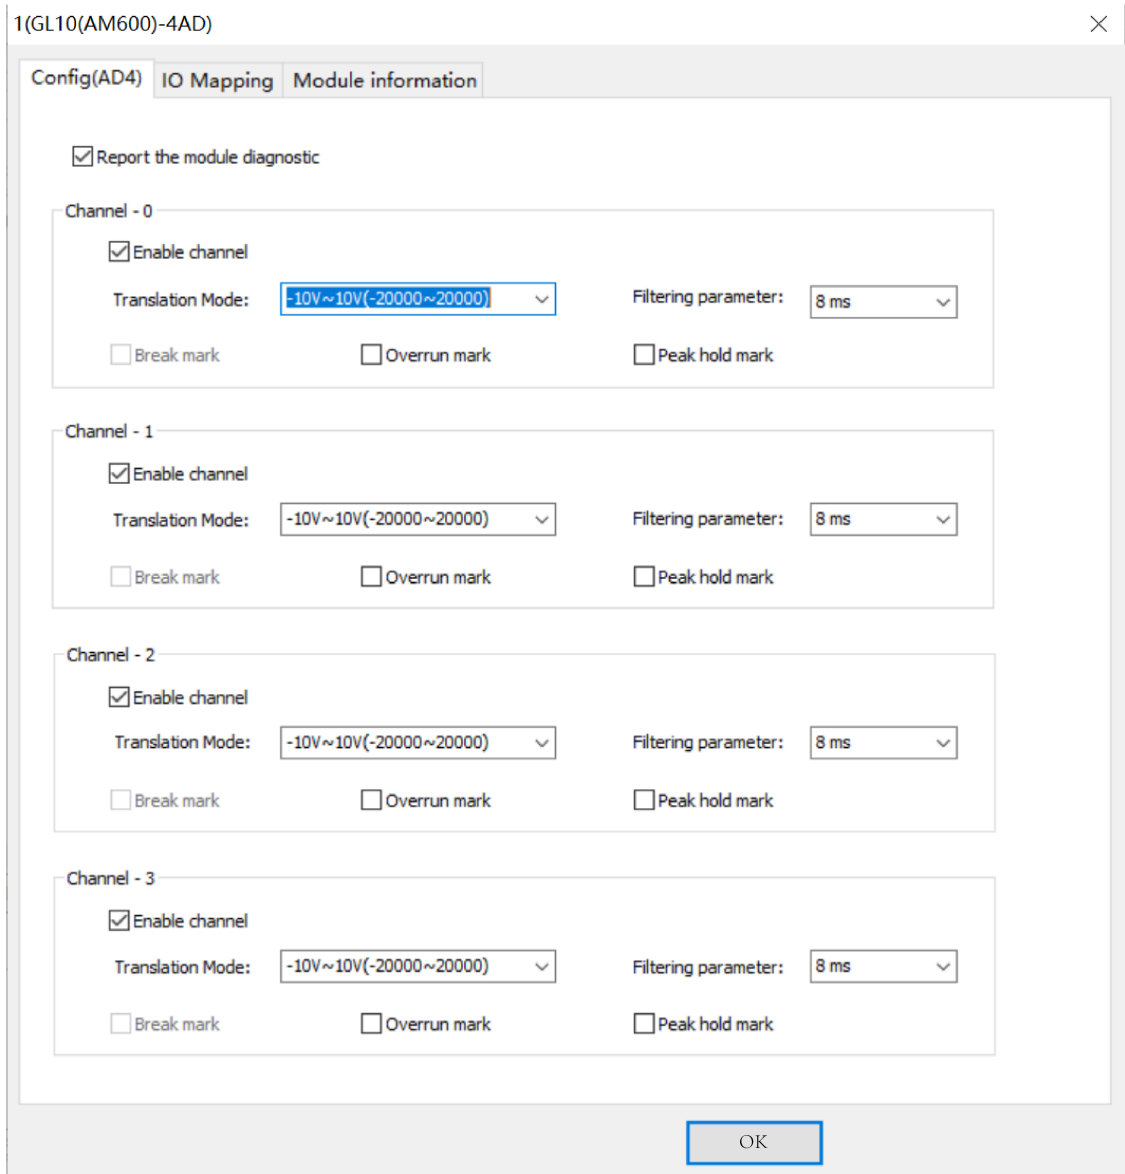 1(GL10(AM600)-4AD)
Config(AD4) IO Mapping Module information
Report the module diagnostic
Channel - 0
Enable channel
Translation Mode: -10V~10V(-20000~20000) Filtering parameter: 8 ms
Break mark Overrun mark Peak hold mark
Channel - 1
Enable channel
Translation Mode: -10V~10V(-20000~20000) Filtering parameter: 8 ms
Break mark Overrun mark Peak hold mark
Channel - 2
Enable channel
Translation Mode: -10V~10V(-20000~20000) Filtering parameter: 8 ms
Break mark Overrun mark Peak hold mark
Channel - 3
Enable channel
Translation Mode: -10V~10V(-20000~20000) Filtering parameter: 8 ms
Break mark Overrun mark Peak hold mark
OK